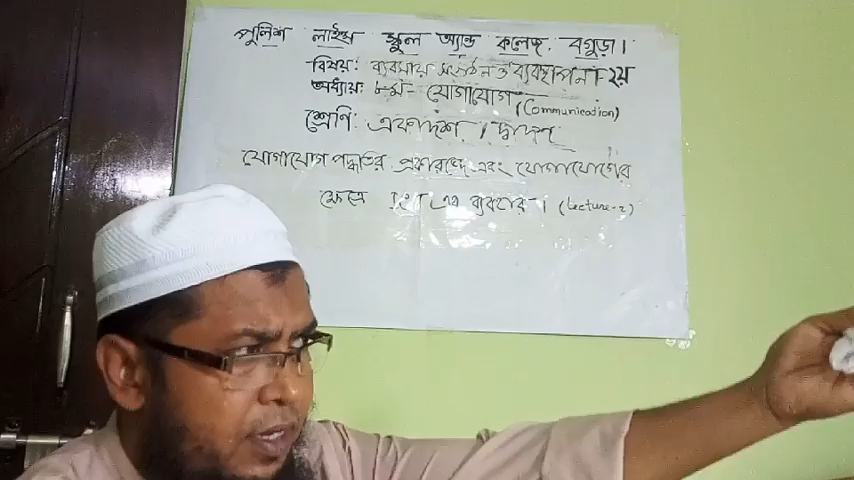 পুলিশ লাইন্স স্কুল অ্যান্ড কলেজ, বগুড়া।
বিষয়: ব্যবসায় সংগঠন ও ব্যবস্থাপনা ২য়
অধ্যায়: ৮ম- যোগাযোগ (Communication)
শ্রেণি: একাদশ / দ্বাদশ
যোগাযোগ পদ্ধতির প্রকারভেদ এবং যোগাযোগের
ক্ষেত্রে ICT এর ব্যবহার। (Lecture-2)